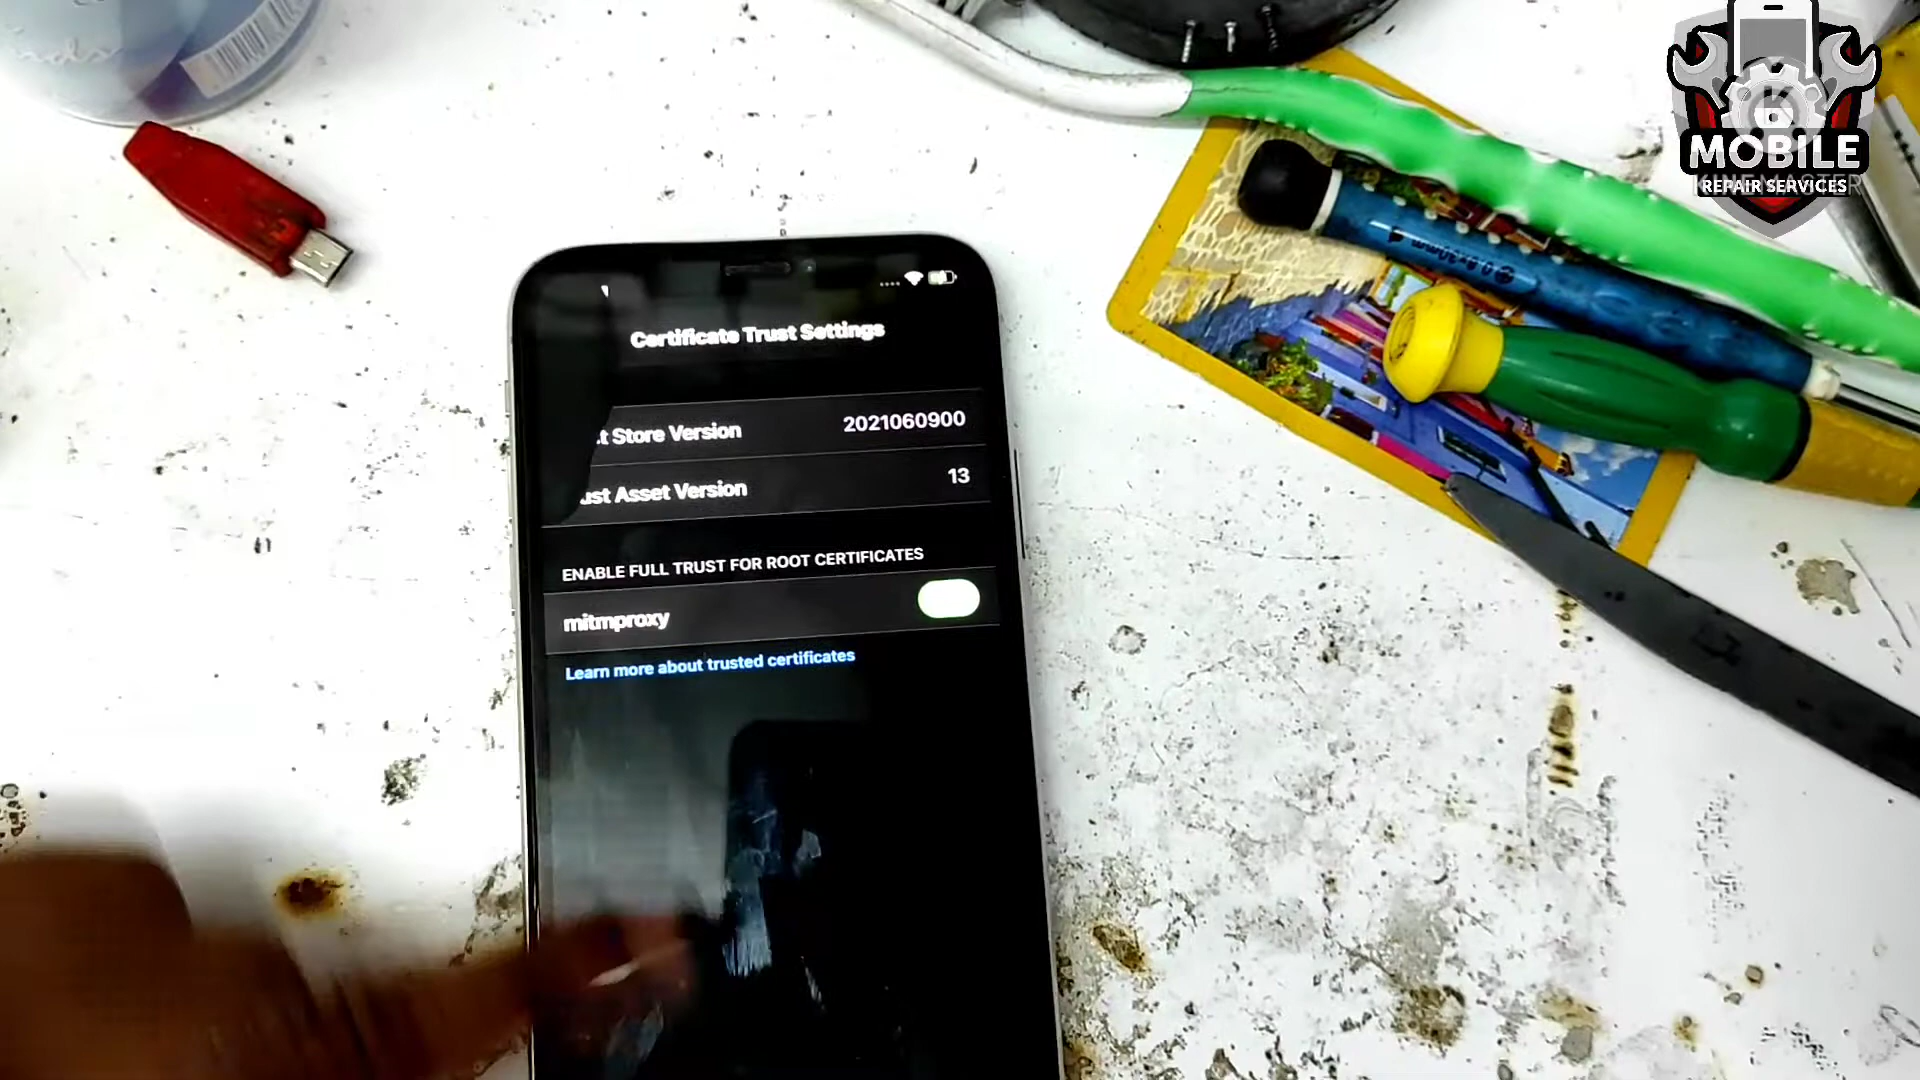 MOBILE
REPAIR SERVICES
Certificate Trust Settings
t Store Version 2021060900
ust Asset Version 13
ENABLE FULL TRUST FOR ROOT CERTIFICATES
mitmproxy
Learn more about trusted certificates